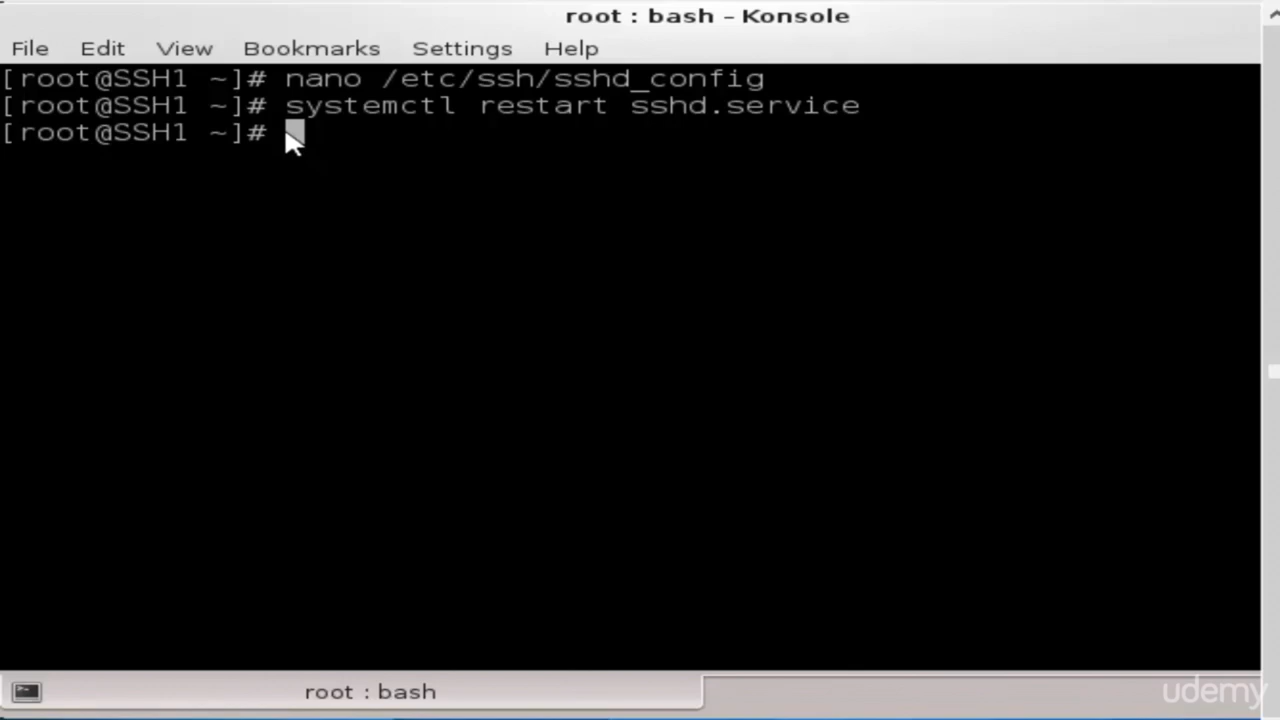 root : bash – Konsole
File Edit View Bookmarks Settings Help
[root@SSH1 ~]# nano /etc/ssh/sshd_config
[root@SSH1 ~]# systemctl restart sshd.service
[root@SSH1 ~]#
root : bash
udemy